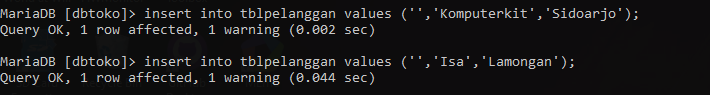 MariaDB [dbtoko]> insert into tblpelanggan values ('','Komputerkit','Sidoarjo');
Query OK, 1 row affected, 1 warning (0.002 sec)
MariaDB [dbtoko]> insert into tblpelanggan values ('','Isa','Lamongan');
Query OK, 1 row affected, 1 warning (0.044 sec)